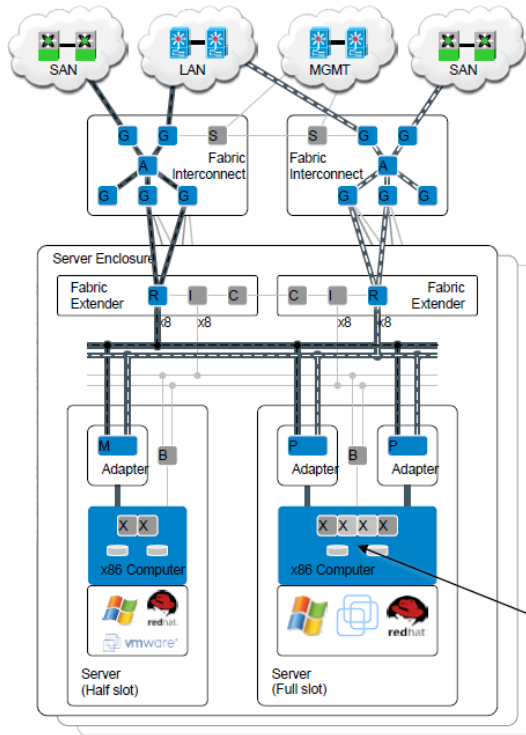 SAN
LAN
MGMT
SAN
G G S S G G
Fabric
Interconnect
Fabric
Interconnect
A A
G G G G G G
Server Enclosure
Fabric
Extender
R I C C I R
Fabric
Extender
x8 x8 x8 x8
M
Adapter
B
P
Adapter
B
P
Adapter
X X
x86 Computer
X X X X
x86 Computer
redhat.
vmware
redhat
Server
(Half slot)
Server
(Full slot)